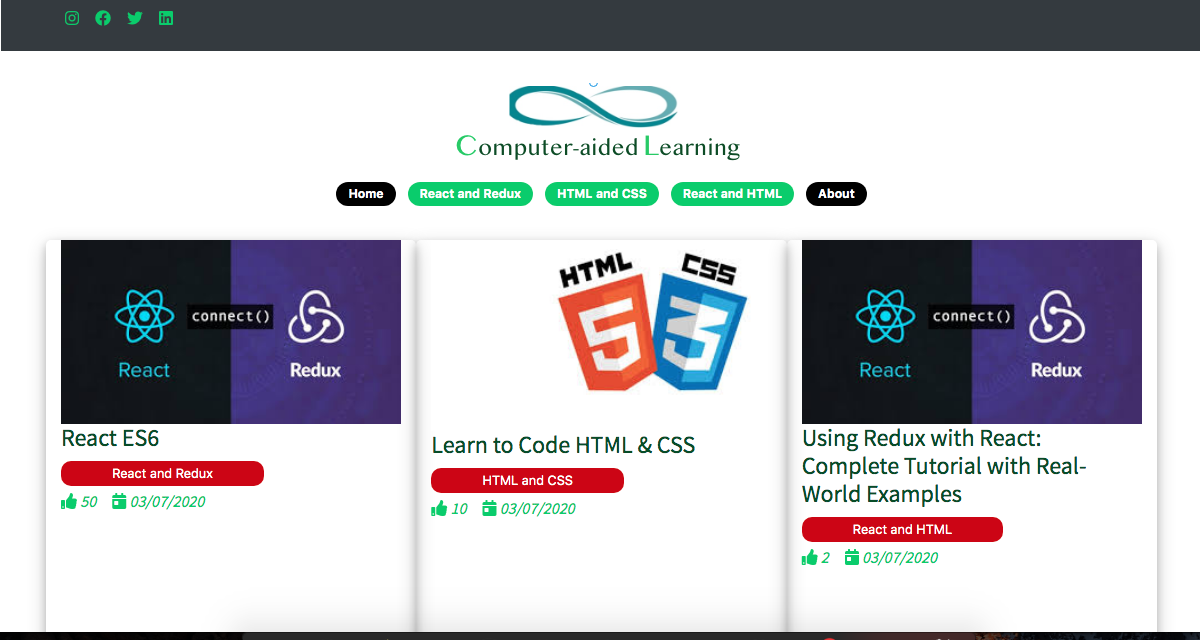 Computer-aided Learning
Home React and Redux HTML and CSS React and HTML About
connect()
React Redux
React ES6
React and Redux
50 03/07/2020
HTML CSS
5 3
Learn to Code HTML & CSS
HTML and CSS
10 03/07/2020
connect()
React Redux
Using Redux with React:
Complete Tutorial with Real-
World Examples
React and HTML
2 03/07/2020